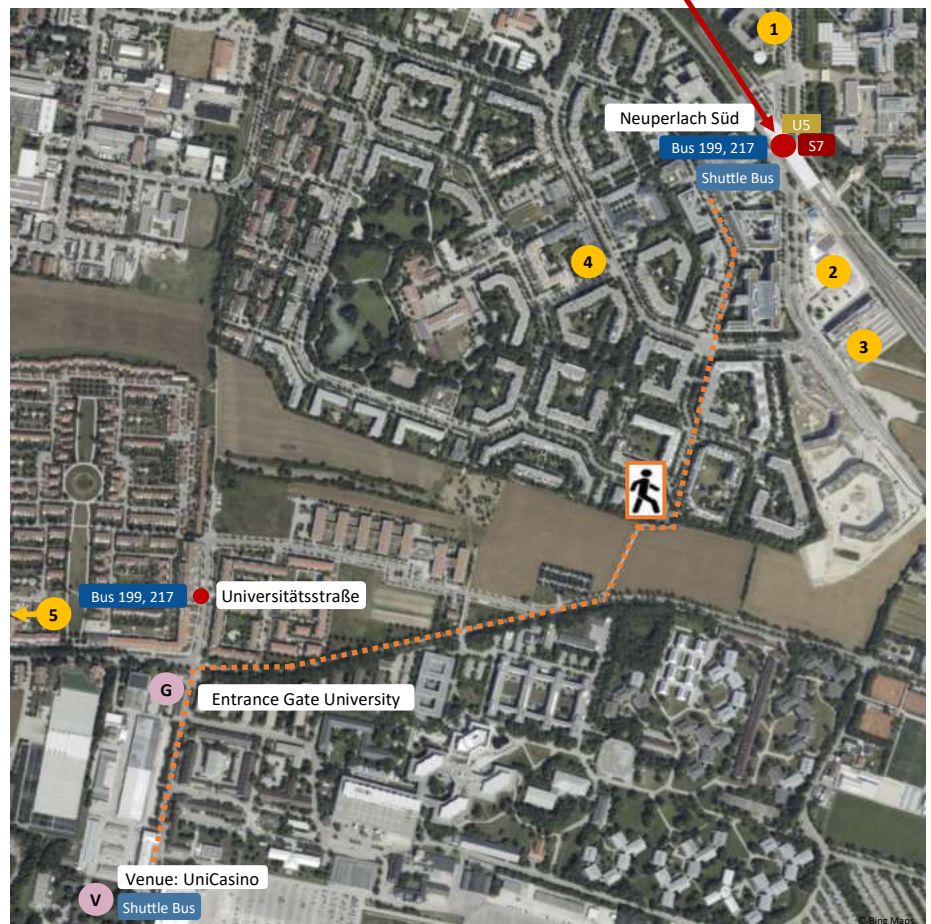 1
Neuperlach Süd
U5
Bus 199, 217
S7
Shuttle Bus
4
2
3
Bus 199, 217
Universitätsstraße
5
G
Entrance Gate University
Venue: UniCasino
V
Shuttle Bus
© Bing Maps